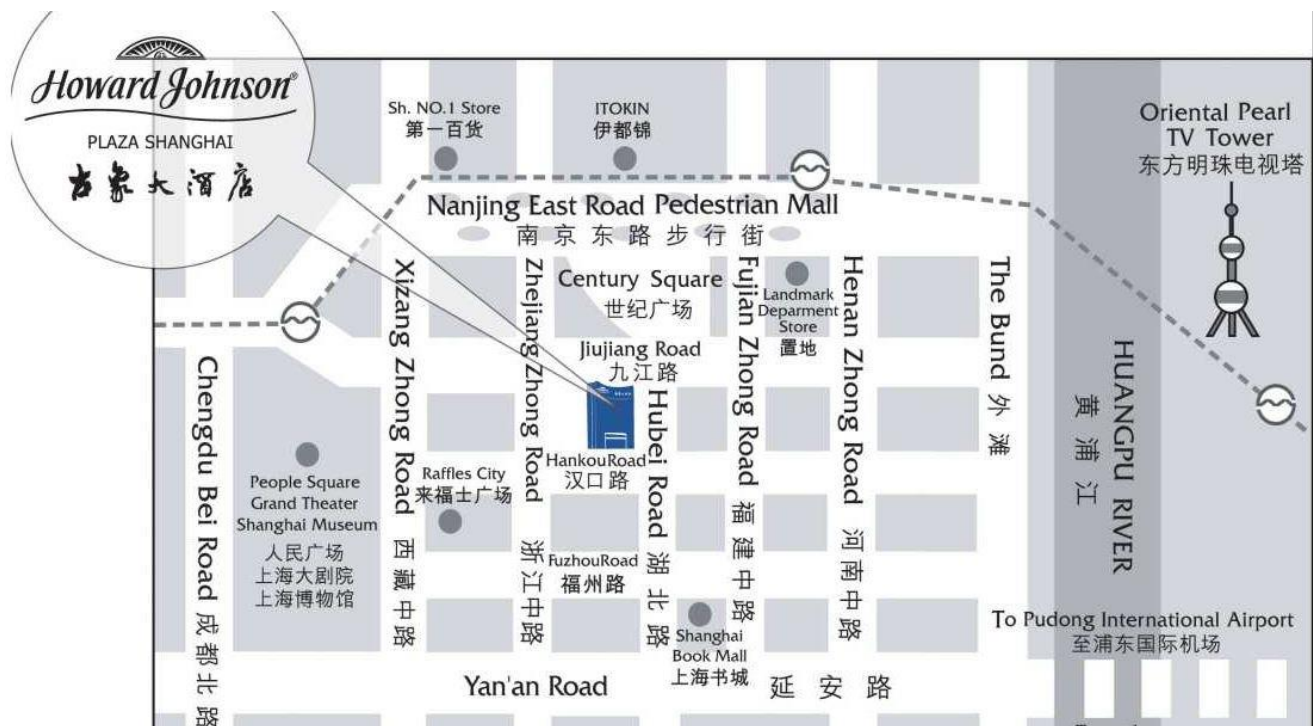 Howard Johnson®
PLAZA SHANGHAI
古象大酒店
Sh. NO.1 Store
第一百货
ITOKIN
伊都锦
Oriental Pearl
TV Tower
东方明珠电视塔
Nanjing East Road Pedestrian Mall
南京东路步行街
Century Square
世纪广场
Landmark
Deparment
Store
置地
Jiujiang Road
九江路
HankouRoad
汉口路
Raffles City
来福士广场
People Square
Grand Theater
Shanghai Museum
人民广场
上海大剧院
上海博物馆
FuzhouRoad
福州路
Shanghai
Book Mall
上海书城
Chengdu Bei Road 成都北路
Xizang Zhong Road 西藏中路
Zhejiang Zhong Road 浙江中路
Hubei Road 湖北路
Fujian Zhong Road 福建中路
Henan Zhong Road 河南中路
The Bund 外滩
HUANGPU RIVER
黄浦江
To Pudong International Airport
至浦东国际机场
Yan'an Road 延安路